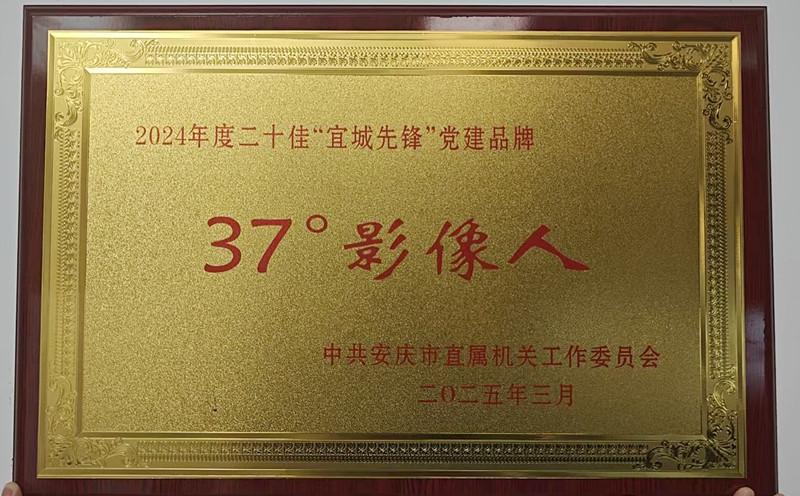 2024年度二十佳“宜城先锋”党建品牌
37°影像人
中共安庆市直属机关工作委员会
二〇二五年三月